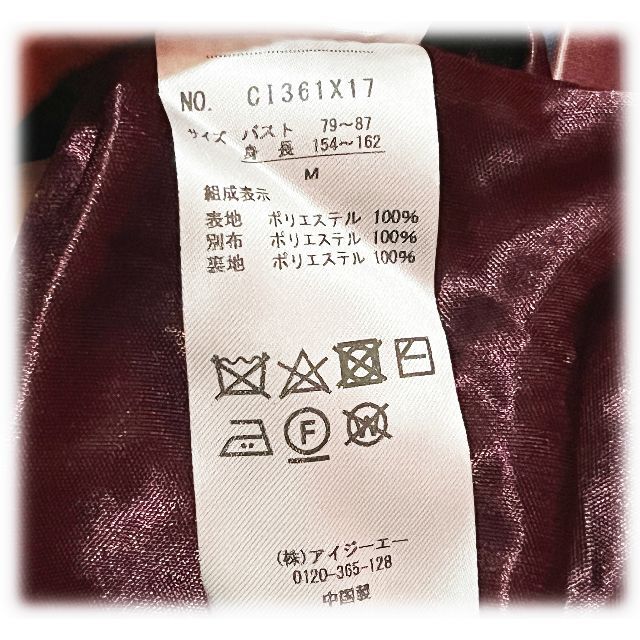 NO. CI361X17
サイズ バスト 79～87
身長 154～162
M
組成表示
表地 ポリエステル 100%
別布 ポリエステル 100%
裏地 ポリエステル 100%
F W
(株)アイジーエー
0120-365-128
中国製